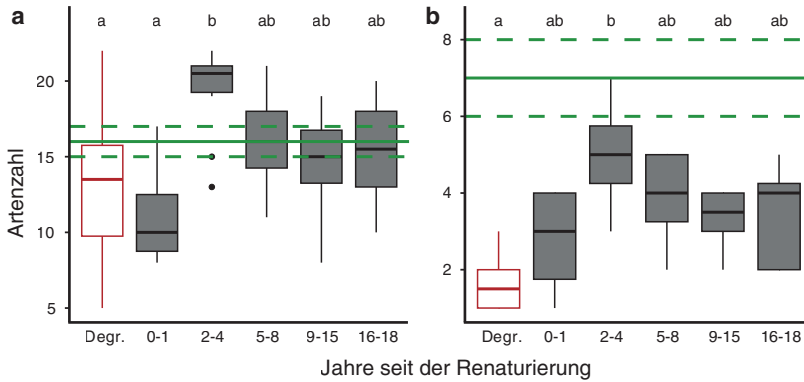 a
a a b ab ab ab
20
15
10
5
Artenzahl
Degr. 0-1 2-4 5-8 9-15 16-18
b
a ab b ab ab ab
8
6
4
2
Degr. 0-1 2-4 5-8 9-15 16-18
Jahre seit der Renaturierung